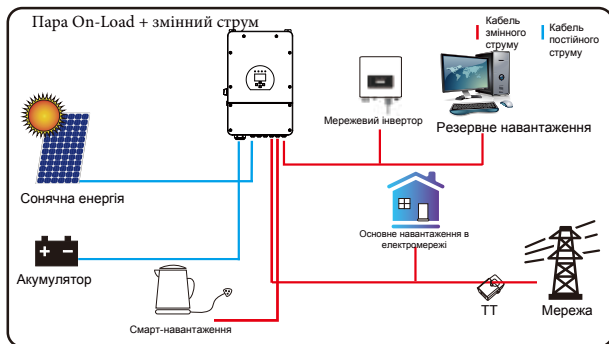 Пара On-Load + змінний струм
Кабель
змінного
струму
Кабель
постійного
струму
Мережевий інвертор
Резервне навантаження
Сонячна енергія
Основне навантаження в
електромережі
Акумулятор
Смарт-навантаження
ТТ
Мережа